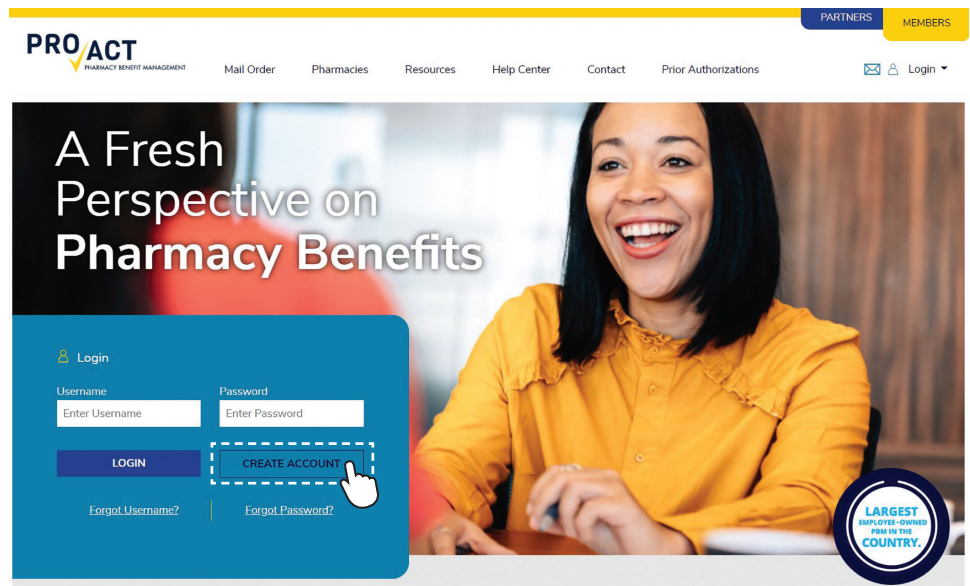 PARTNERS
MEMBERS
PRO ACT
PHARMACY BENEFIT MANAGEMENT
Mail Order
Pharmacies
Resources
Help Center
Contact
Prior Authorizations
Login
A Fresh
Perspective on
Pharmacy Benefits
Login
Username
Password
Enter Username
Enter Password
LOGIN
CREATE ACCOUNT
Forgot Username?
Forgot Password?
LARGEST
EMPLOYEE-OWNED
PBM IN THE
COUNTRY.